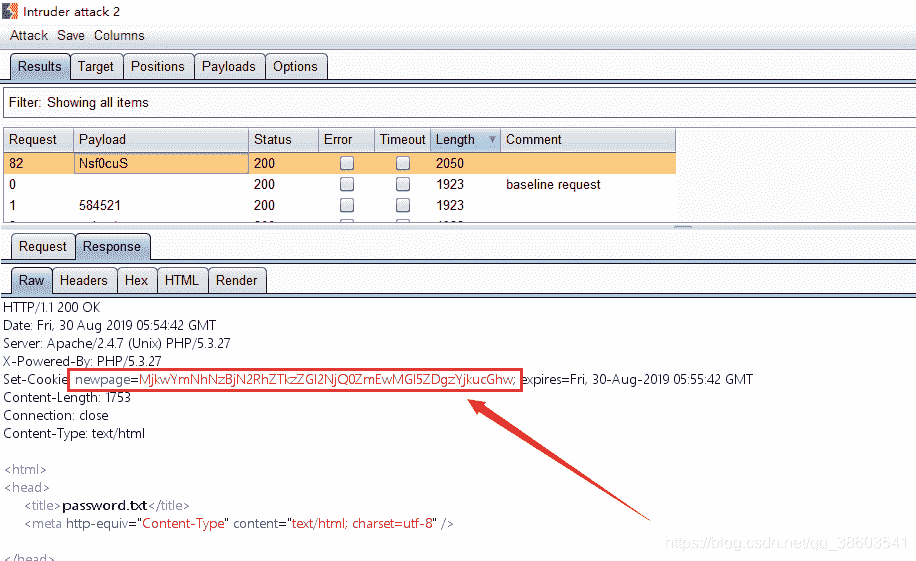 Intruder attack 2
Attack Save Columns
Results Target Positions Payloads Options
Filter: Showing all items
Request Payload Status Error Timeout Length Comment
82 Nsf0cuS 200 2050
0 200 1923 baseline request
1 584521 200 1923
Request Response
Raw Headers Hex HTML Render
HTTP/1.1 200 OK
Date: Fri, 30 Aug 2019 05:54:42 GMT
Server: Apache/2.4.7 (Unix) PHP/5.3.27
X-Powered-By: PHP/5.3.27
Set-Cookie newpage=MjkwYmNhNzBjN2RhZTkzZGI2NjQ0ZmEwMGI5ZDgzYjkucGhw; expires=Fri, 30-Aug-2019 05:55:42 GMT
Content-Length: 1753
Connection: close
Content-Type: text/html
<html>
<head>
<title>password.txt</title>
<meta http-equiv="Content-Type" content="text/html; charset=utf-8" />
</head>
https://blog.csdn.net/qq_38603541